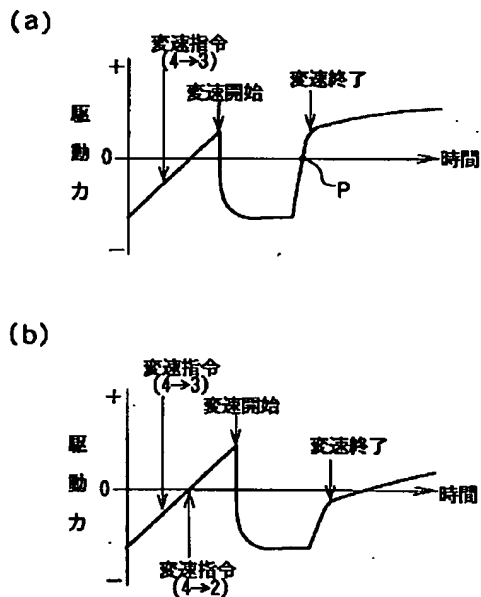 (a)
変速指令
(4→3)
変速開始
変速終了
+
駆動力
0
時間
P
−
(b)
変速指令
(4→3)
変速開始
変速終了
+
駆動力
0
時間
−
変速指令
(4→2)